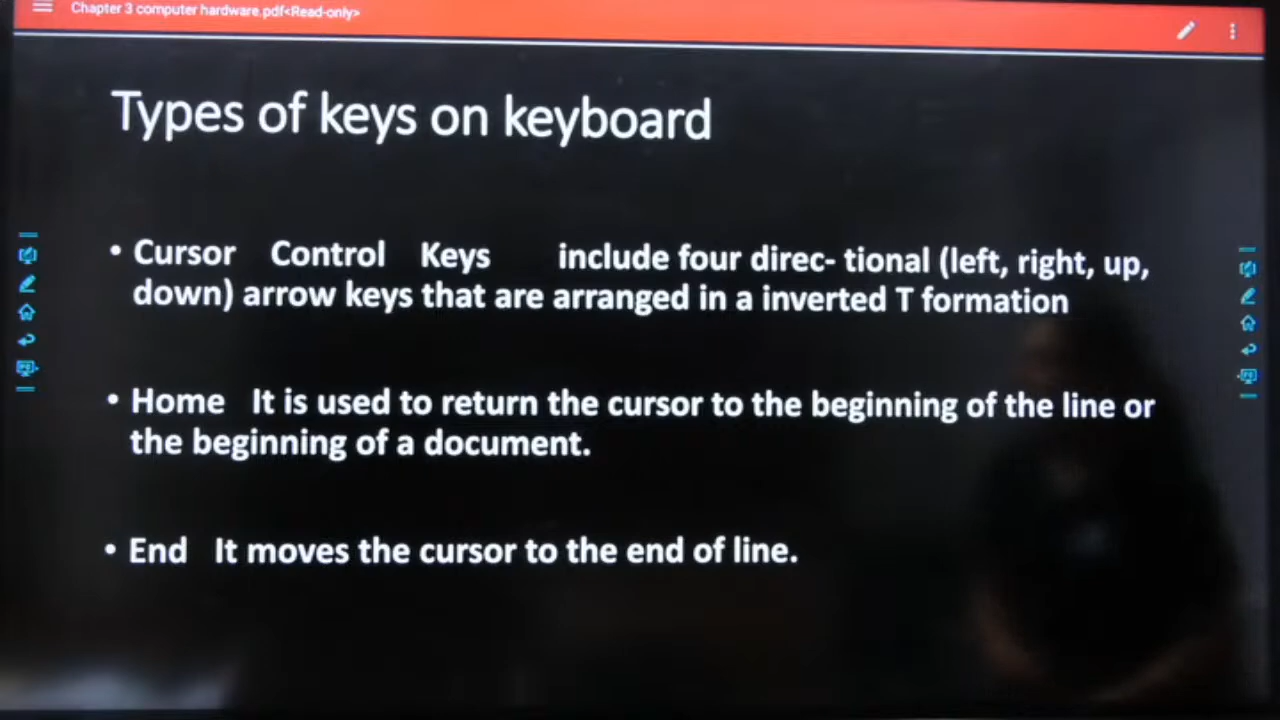 Chapter 3 computer hardware.pdf<Read-only>
Types of keys on keyboard
• Cursor Control Keys include four direc- tional (left, right, up,
down) arrow keys that are arranged in a inverted T formation
• Home It is used to return the cursor to the beginning of the line or
the beginning of a document.
• End It moves the cursor to the end of line.